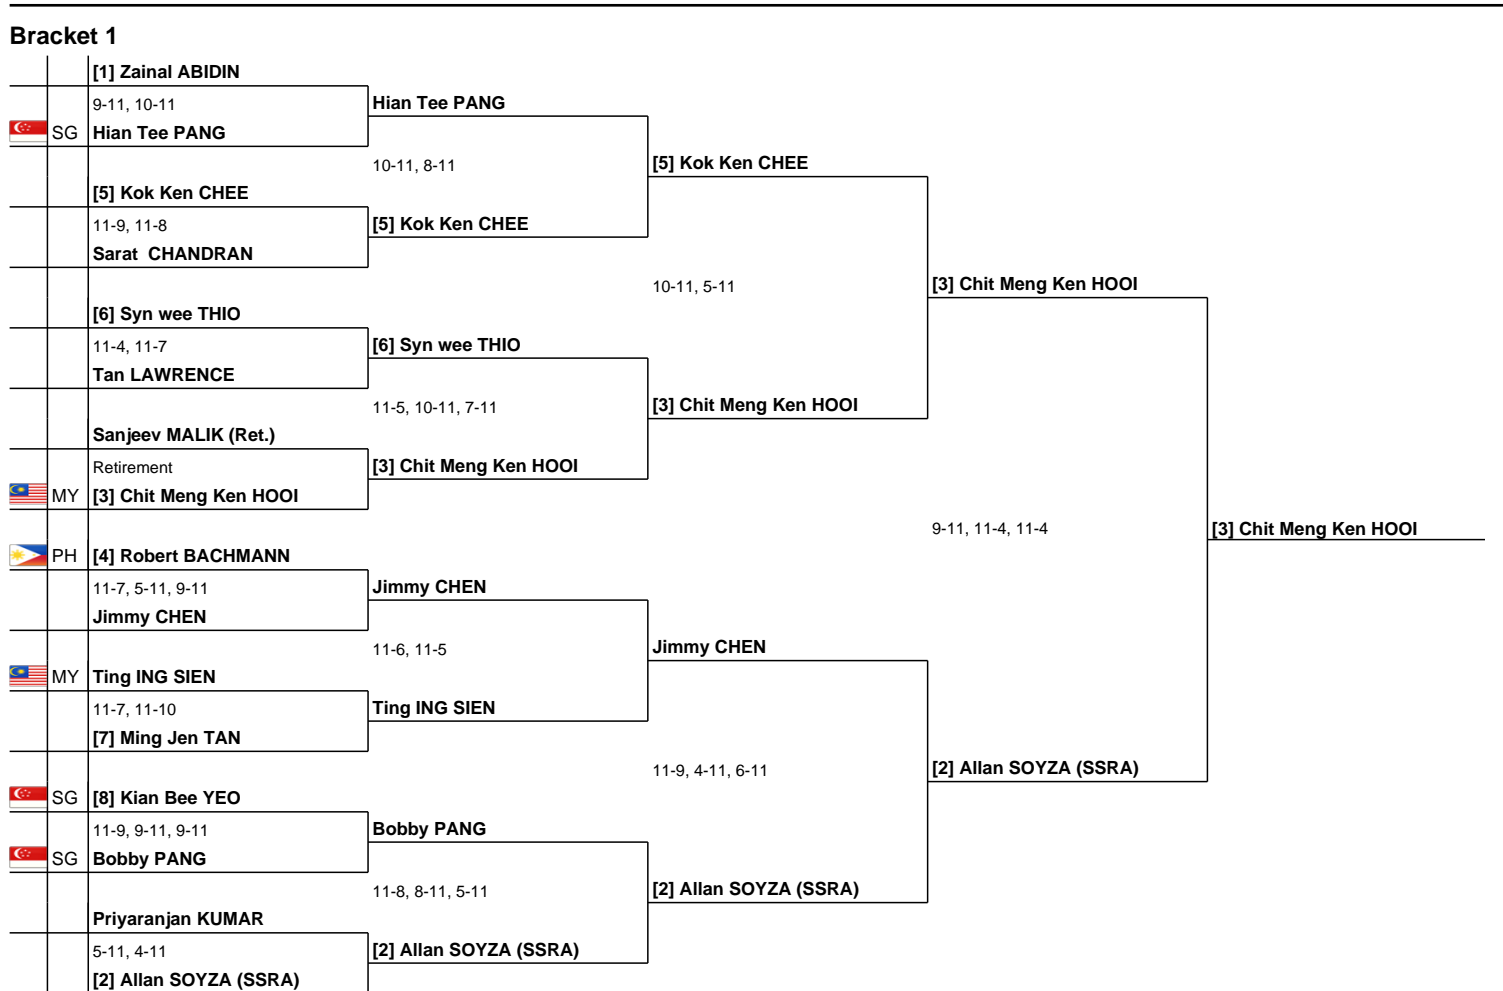 Bracket 1
[1] Zainal ABIDIN
9-11, 10-11
Hian Tee PANG
SG Hian Tee PANG
10-11, 8-11
[5] Kok Ken CHEE
[5] Kok Ken CHEE
11-9, 11-8
[5] Kok Ken CHEE
Sarat CHANDRAN
10-11, 5-11
[3] Chit Meng Ken HOOI
[6] Syn wee THIO
11-4, 11-7
[6] Syn wee THIO
Tan LAWRENCE
11-5, 10-11, 7-11
[3] Chit Meng Ken HOOI
Sanjeev MALIK (Ret.)
Retirement
[3] Chit Meng Ken HOOI
MY [3] Chit Meng Ken HOOI
9-11, 11-4, 11-4
[3] Chit Meng Ken HOOI
PH [4] Robert BACHMANN
11-7, 5-11, 9-11
Jimmy CHEN
Jimmy CHEN
11-6, 11-5
Jimmy CHEN
MY Ting ING SIEN
11-7, 11-10
Ting ING SIEN
[7] Ming Jen TAN
11-9, 4-11, 6-11
[2] Allan SOYZA (SSRA)
SG [8] Kian Bee YEO
11-9, 9-11, 9-11
Bobby PANG
SG Bobby PANG
11-8, 8-11, 5-11
[2] Allan SOYZA (SSRA)
Priyaranjan KUMAR
5-11, 4-11
[2] Allan SOYZA (SSRA)
[2] Allan SOYZA (SSRA)